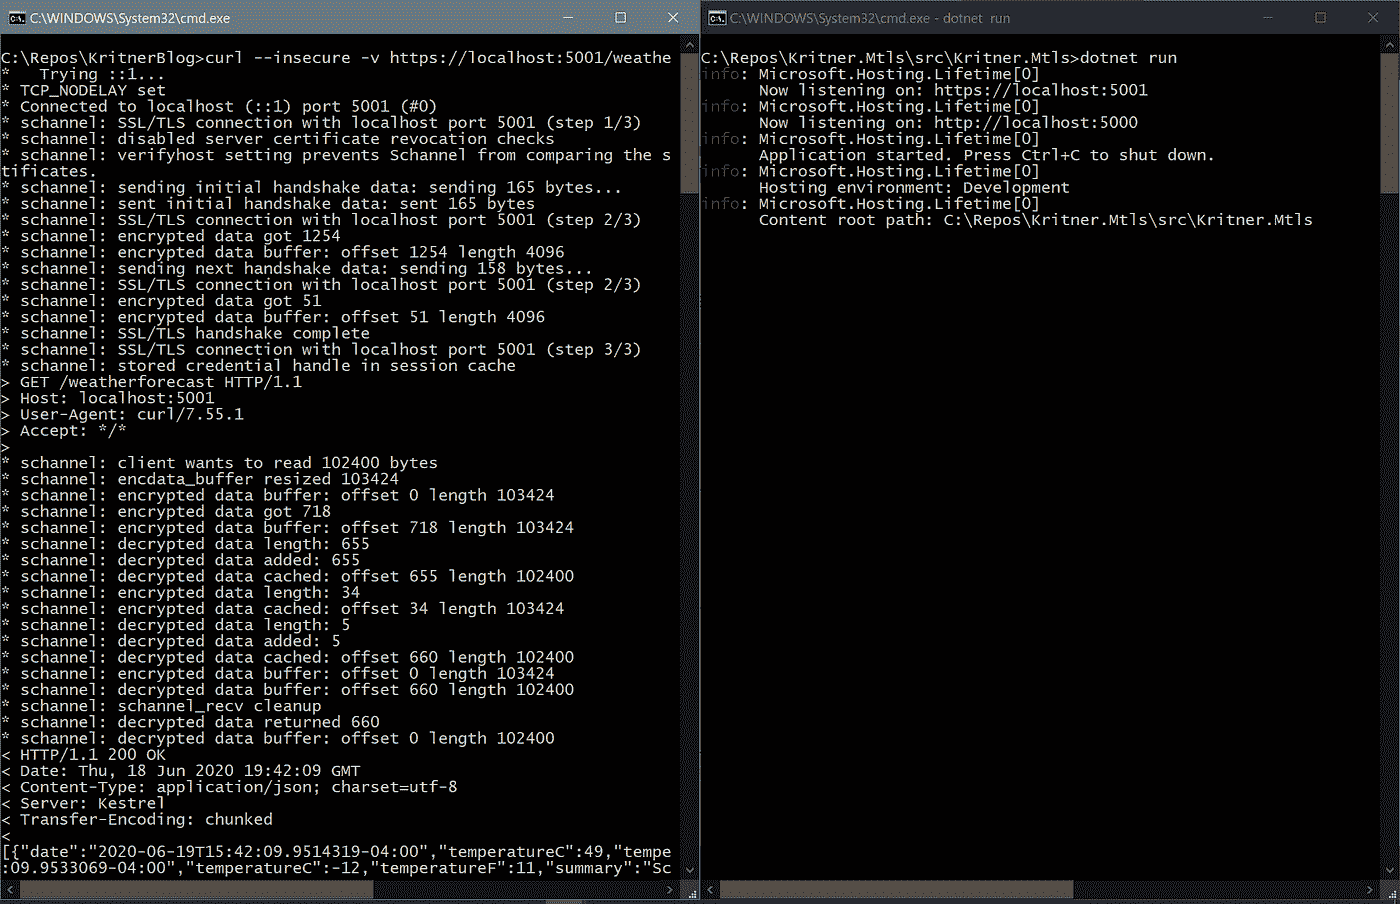 C:\WINDOWS\System32\cmd.exe
C:\Repos\KritnerBlog>curl --insecure -v https://localhost:5001/weathe
*   Trying ::1...
* TCP_NODELAY set
* Connected to localhost (::1) port 5001 (#0)
* schannel: SSL/TLS connection with localhost port 5001 (step 1/3)
* schannel: disabled server certificate revocation checks
* schannel: verifyhost setting prevents Schannel from comparing the s
tificates.
* schannel: sending initial handshake data: sending 165 bytes...
* schannel: sent initial handshake data: sent 165 bytes
* schannel: SSL/TLS connection with localhost port 5001 (step 2/3)
* schannel: encrypted data got 1254
* schannel: encrypted data buffer: offset 1254 length 4096
* schannel: sending next handshake data: sending 158 bytes...
* schannel: SSL/TLS connection with localhost port 5001 (step 2/3)
* schannel: encrypted data got 51
* schannel: encrypted data buffer: offset 51 length 4096
* schannel: SSL/TLS handshake complete
* schannel: SSL/TLS connection with localhost port 5001 (step 3/3)
* schannel: stored credential handle in session cache
> GET /weatherforecast HTTP/1.1
> Host: localhost:5001
> User-Agent: curl/7.55.1
> Accept: */*
>
* schannel: client wants to read 102400 bytes
* schannel: encdata_buffer resized 103424
* schannel: encrypted data buffer: offset 0 length 103424
* schannel: encrypted data got 718
* schannel: encrypted data buffer: offset 718 length 103424
* schannel: decrypted data length: 655
* schannel: decrypted data added: 655
* schannel: decrypted data cached: offset 655 length 102400
* schannel: encrypted data length: 34
* schannel: encrypted data cached: offset 34 length 103424
* schannel: decrypted data length: 5
* schannel: decrypted data added: 5
* schannel: decrypted data cached: offset 660 length 102400
* schannel: encrypted data buffer: offset 0 length 103424
* schannel: decrypted data buffer: offset 660 length 102400
* schannel: schannel_recv cleanup
* schannel: decrypted data returned 660
* schannel: decrypted data buffer: offset 0 length 102400
< HTTP/1.1 200 OK
< Date: Thu, 18 Jun 2020 19:42:09 GMT
< Content-Type: application/json; charset=utf-8
< Server: Kestrel
< Transfer-Encoding: chunked
<
[{"date":"2020-06-19T15:42:09.9514319-04:00","temperatureC":49,"tempe
:09.9533069-04:00","temperatureC":-12,"temperatureF":11,"summary":"Sc
C:\WINDOWS\System32\cmd.exe - dotnet  run
C:\Repos\Kritner.Mtls\src\Kritner.Mtls>dotnet run
info: Microsoft.Hosting.Lifetime[0]
      Now listening on: https://localhost:5001
info: Microsoft.Hosting.Lifetime[0]
      Now listening on: http://localhost:5000
info: Microsoft.Hosting.Lifetime[0]
      Application started. Press Ctrl+C to shut down.
info: Microsoft.Hosting.Lifetime[0]
      Hosting environment: Development
info: Microsoft.Hosting.Lifetime[0]
      Content root path: C:\Repos\Kritner.Mtls\src\Kritner.Mtls